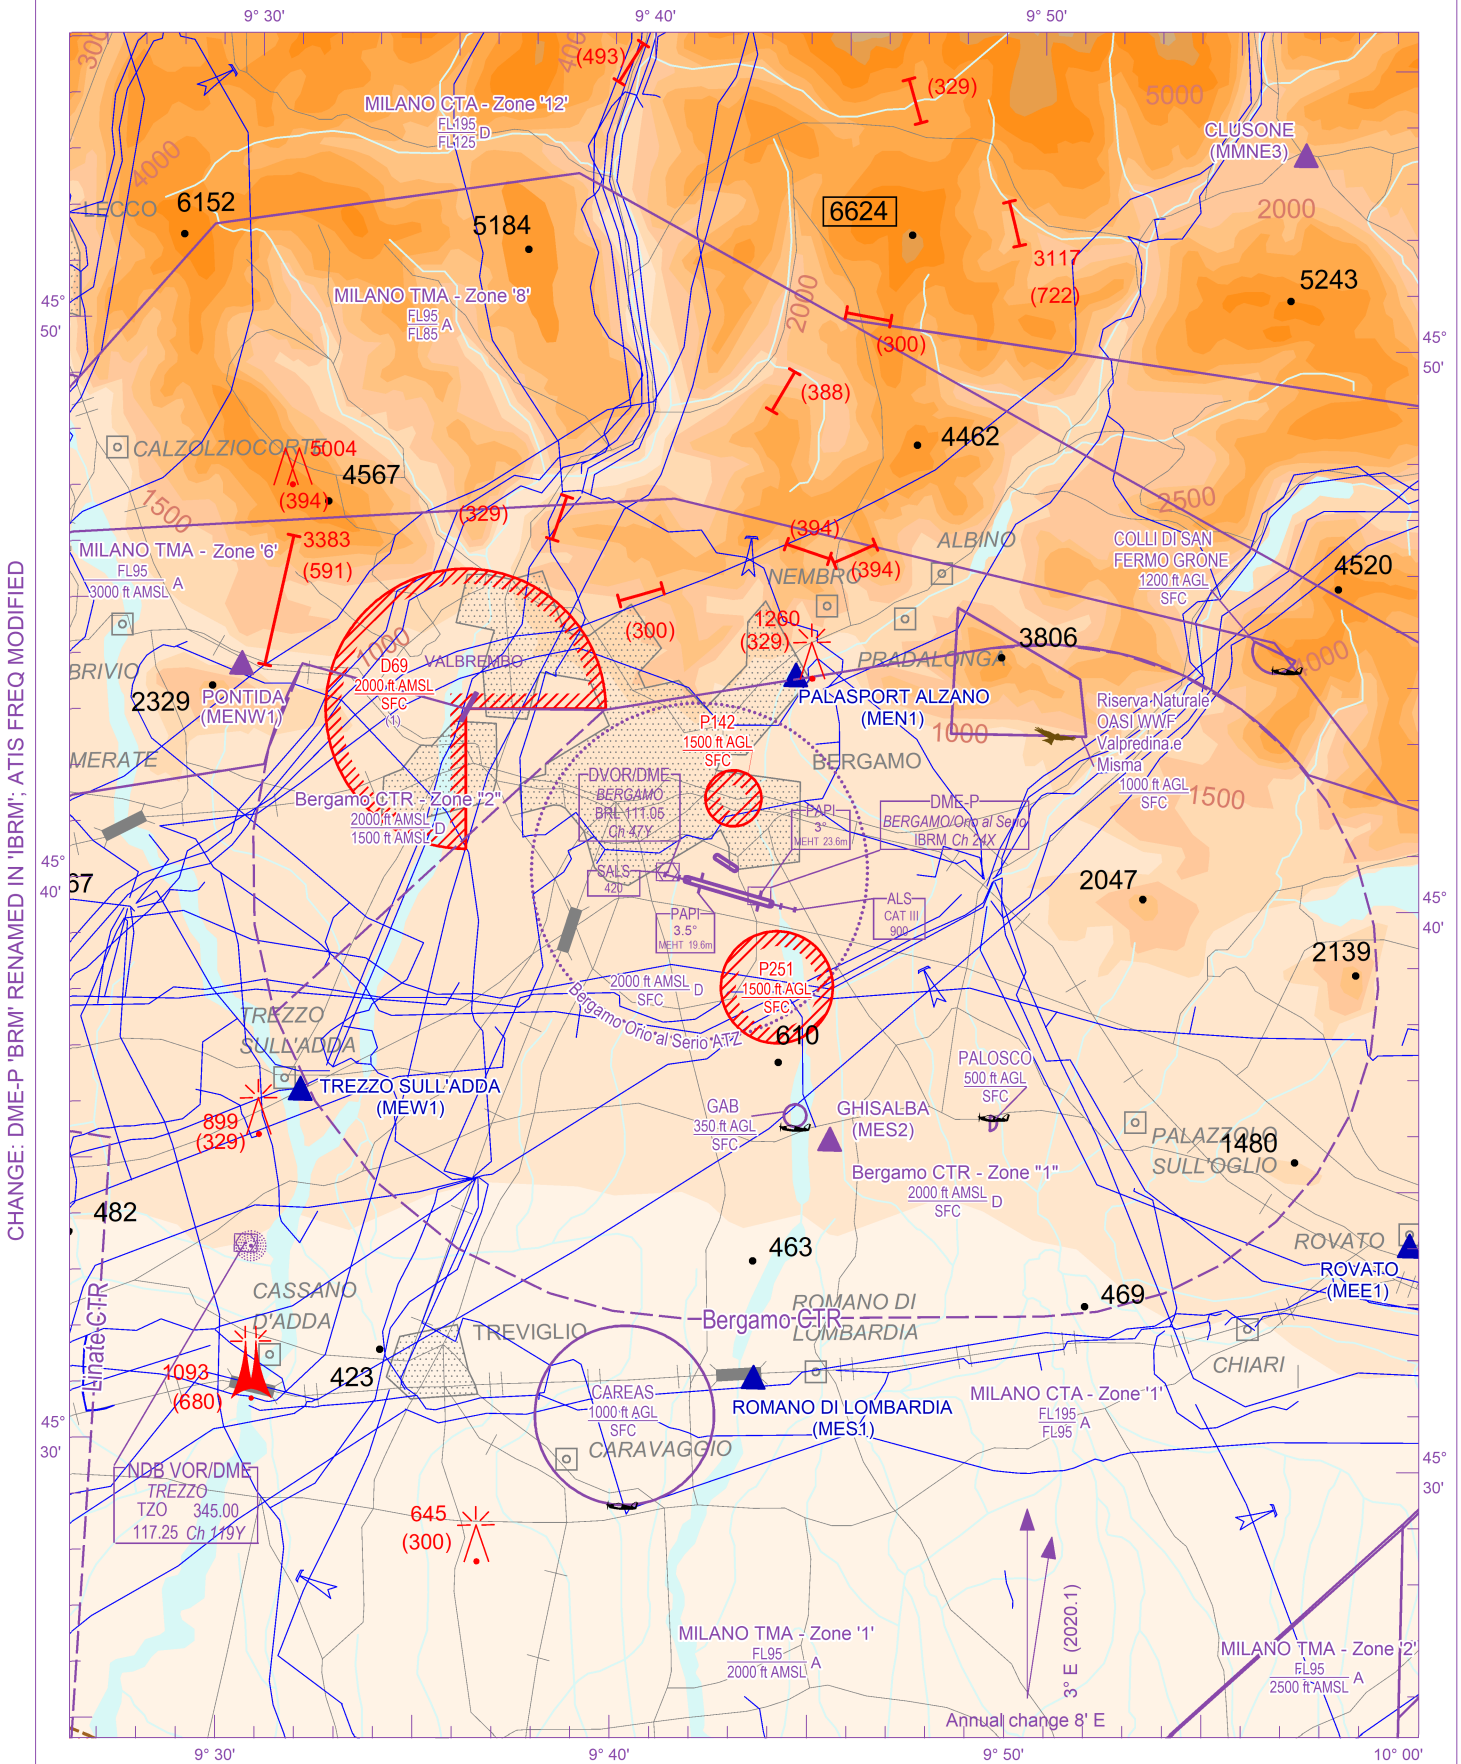 9° 30'
9° 40'
9° 50'
300
400
(493)
(329)
5000
MILANO CTA - Zone '12'
FL195
FL125
D
CLUSONE
(MMNE3)
4000
LECCO
6152
5184
6624
2000
3117
(722)
5243
MILANO TMA - Zone '8'
FL95
FL85
A
2000
45°
50'
(300)
45°
50'
(388)
CALZOLZIOCORTE
5004
4567
(394)
4462
1500
(329)
2500
(394)
ALBINO
COLLI DI SAN
FERMO GRONE
1200 ft AGL
SFC
3383
(591)
MILANO TMA - Zone '6'
FL95
3000 ft AMSL
A
(394)
NEMBRO
4520
1260
(329)
(300)
3806
1000
D69
2000 ft AMSL
SFC
(1)
VALBREMBO
PRADALONGA
4000
BRIVIO
2329
PONTIDA
(MENW1)
PALASPORT ALZANO
(MEN1)
Riserva Naturale
OASI WWF
Valpredina e
Misma
1000 ft AGL
SFC
P142
1500 ft AGL
SFC
1000
MERATE
BERGAMO
DVOR/DME
BERGAMO
BRL 111.05
Ch 47Y
Bergamo CTR - Zone "2"
2000 ft AMSL
1500 ft AMSL
D
PAPI
3°
MEHT 23.6m
DME-P
BERGAMO/Orio al Serio
IBRM Ch 24X
1500
45°
40'
67
SALS
420
2047
ALS
CAT III
900
PAPI
3.5°
MEHT 19.6m
45°
40'
2139
P251
1500 ft AGL
SFC
2000 ft AMSL
SFC
D
Bergamo Orio al Serio ATZ
TREZZO
SULL'ADDA
610
PALOSCO
500 ft AGL
SFC
TREZZO SULL'ADDA
(MEW1)
899
(329)
GAB
350 ft AGL
SFC
GHISALBA
(MES2)
PALAZZOLO
SULL'OGLIO
1480
Bergamo CTR - Zone "1"
2000 ft AMSL
SFC
D
482
463
ROVATO
ROVATO
(MEE1)
CASSANO
D'ADDA
469
ROMANO DI
LOMBARDIA
Bergamo CTR
TREVIGLIO
Linate CTR
1093
(680)
423
CHIARI
CAREAS
1000 ft AGL
SFC
ROMANO DI LOMBARDIA
(MES1)
MILANO CTA - Zone '1'
FL195
FL95
A
45°
30'
CARAVAGGIO
45°
30'
NDB VOR/DME
TREZZO
TZO 345.00
117.25 Ch 119Y
645
(300)
3° E (2020.1)
Annual change 8' E
MILANO TMA - Zone '1'
FL95
2000 ft AMSL
A
MILANO TMA - Zone '2'
FL95
2500 ft AMSL
A
9° 30'
9° 40'
9° 50'
10° 00'
CHANGE: DME-P 'BRM' RENAMED IN 'IBRM'; ATIS FREQ MODIFIED